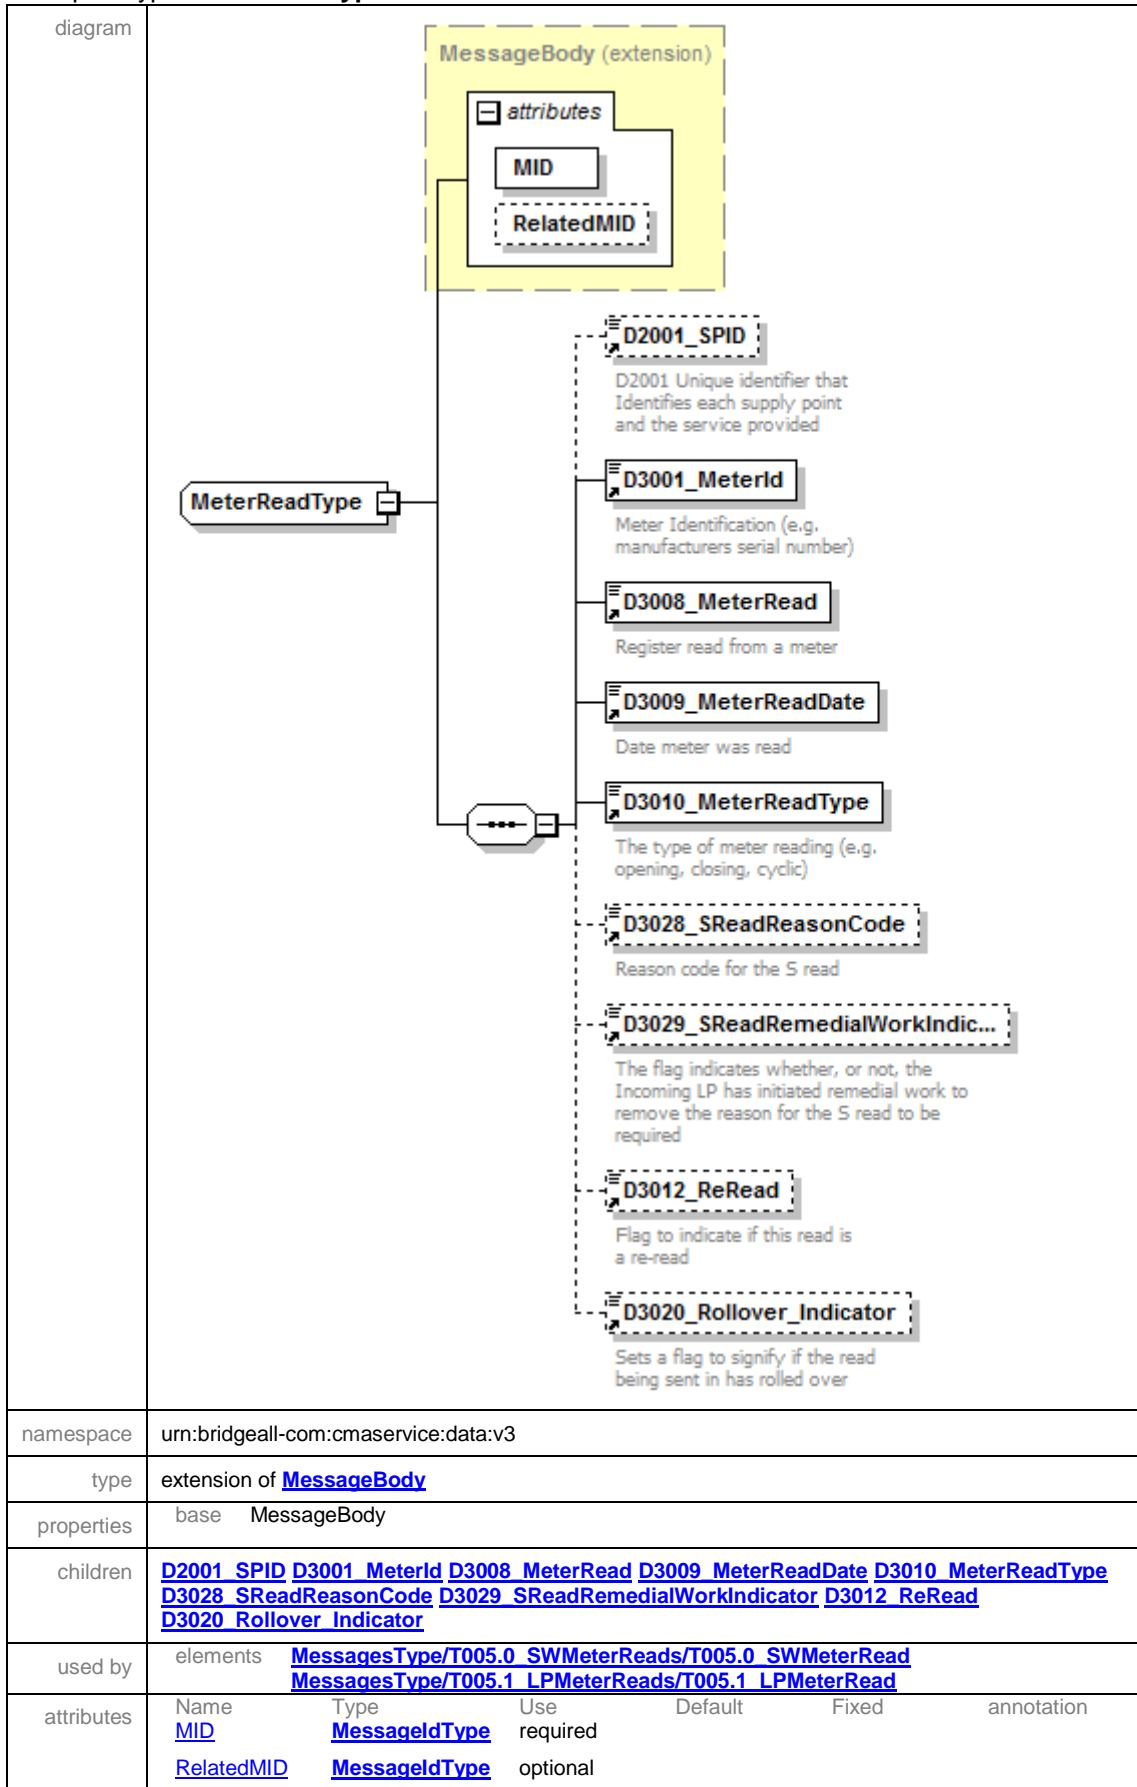 diagram
MessageBody (extension)
attributes
MID
RelatedMID
D2001_SPID
D2001 Unique identifier that
Identifies each supply point
and the service provided
MeterReadType
D3001_MeterId
Meter Identification (e.g.
manufacturers serial number)
D3008_MeterRead
Register read from a meter
D3009_MeterReadDate
Date meter was read
D3010_MeterReadType
The type of meter reading (e.g.
opening, closing, cyclic)
D3028_SReadReasonCode
Reason code for the S read
D3029_SReadRemedialWorkIndic...
The flag indicates whether, or not, the
Incoming LP has initiated remedial work to
remove the reason for the S read to be
required
D3012_ReRead
Flag to indicate if this read is
a re-read
D3020_Rollover_Indicator
Sets a flag to signify if the read
being sent in has rolled over
namespace urn:bridgeall-com:cmaservice:data:v3
type extension of MessageBody
properties base MessageBody
children D2001_SPID D3001_MeterId D3008_MeterRead D3009_MeterReadDate D3010_MeterReadType
D3028_SReadReasonCode D3029_SReadRemedialWorkIndicator D3012_ReRead
D3020_Rollover_Indicator
used by elements MessagesType/T005.0_SWMeterReads/T005.0_SWMeterRead
MessagesType/T005.1_LPMeterReads/T005.1_LPMeterRead
attributes Name Type Use Default Fixed annotation
MID MessageIdType required
RelatedMID MessageIdType optional